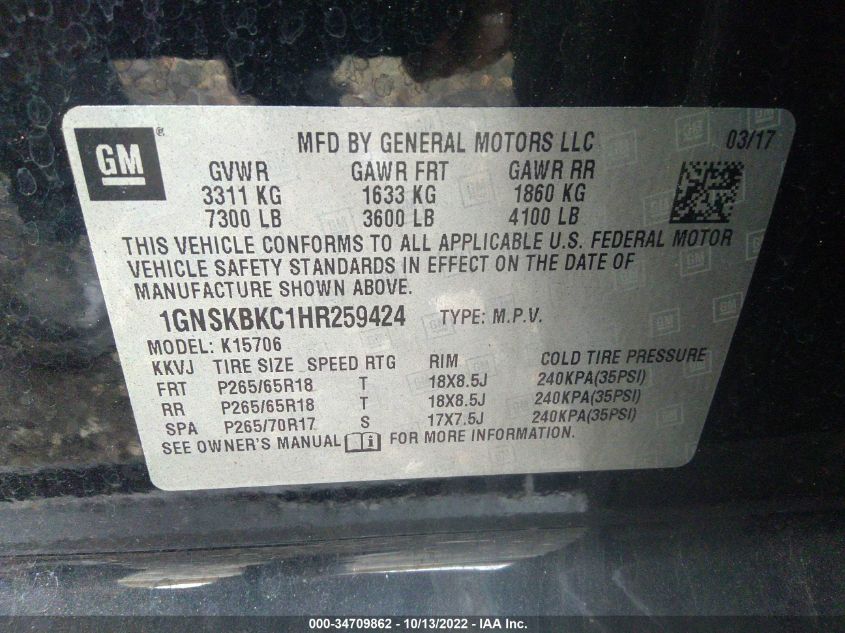 GM®
MFD BY GENERAL MOTORS LLC 03/17
GVWR GAWR FRT GAWR RR
3311 KG 1633 KG 1860 KG
7300 LB 3600 LB 4100 LB
THIS VEHICLE CONFORMS TO ALL APPLICABLE U.S. FEDERAL MOTOR
VEHICLE SAFETY STANDARDS IN EFFECT ON THE DATE OF
MANUFACTURE SHOWN ABOVE.
1GNSKBKC1HR259424 TYPE: M.P.V.
MODEL: K15706
KKVJ TIRE SIZE SPEED RTG RIM COLD TIRE PRESSURE
FRT P265/65R18 T 18X8.5J 240KPA(35PSI)
RR P265/65R18 T 18X8.5J 240KPA(35PSI)
SPA P265/70R17 S 17X7.5J 240KPA(35PSI)
SEE OWNER'S MANUAL i FOR MORE INFORMATION.
000-34709862 - 10/13/2022 - IAA Inc.